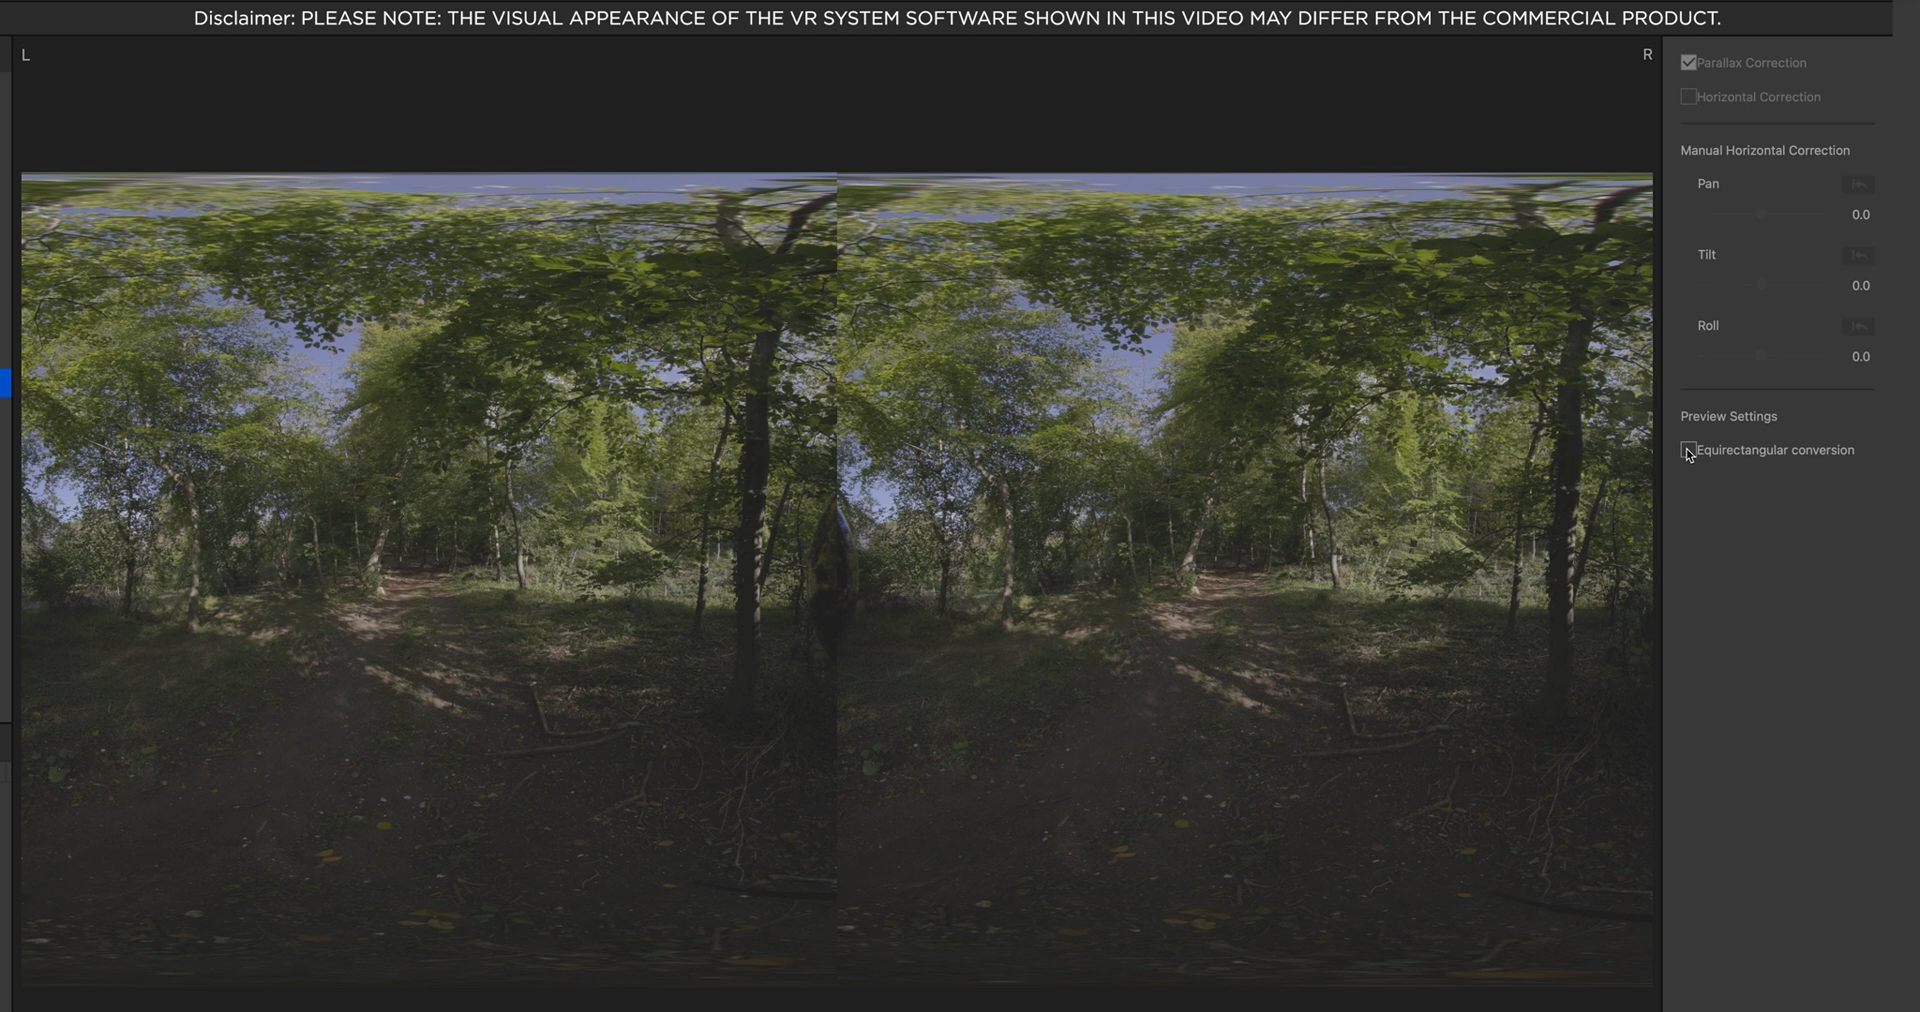 Disclaimer: PLEASE NOTE: THE VISUAL APPEARANCE OF THE VR SYSTEM SOFTWARE SHOWN IN THIS VIDEO MAY DIFFER FROM THE COMMERCIAL PRODUCT.
L
R
Parallax Correction
Horizontal Correction
Manual Horizontal Correction
Pan
0.0
Tilt
0.0
Roll
0.0
Preview Settings
Equirectangular conversion